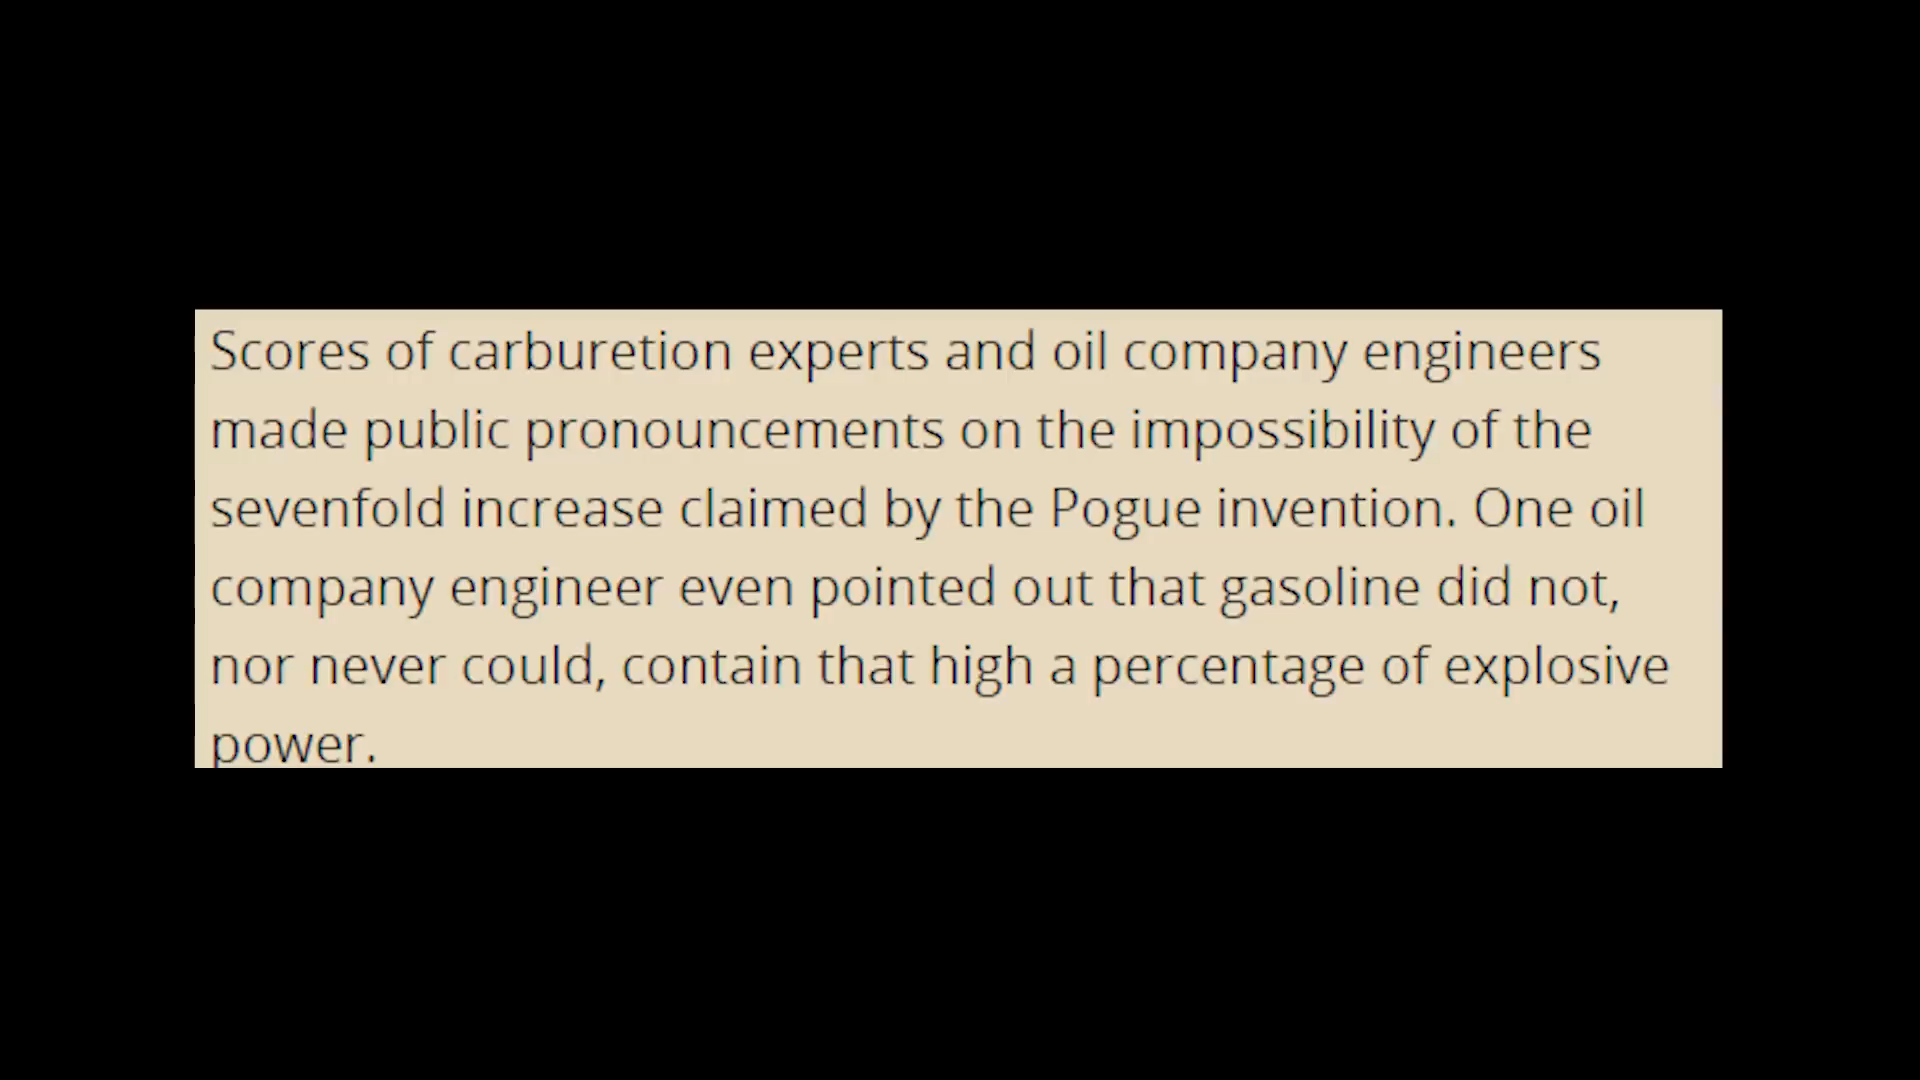 Scores of carburetion experts and oil company engineers
made public pronouncements on the impossibility of the
sevenfold increase claimed by the Pogue invention. One oil
company engineer even pointed out that gasoline did not,
nor never could, contain that high a percentage of explosive
power.